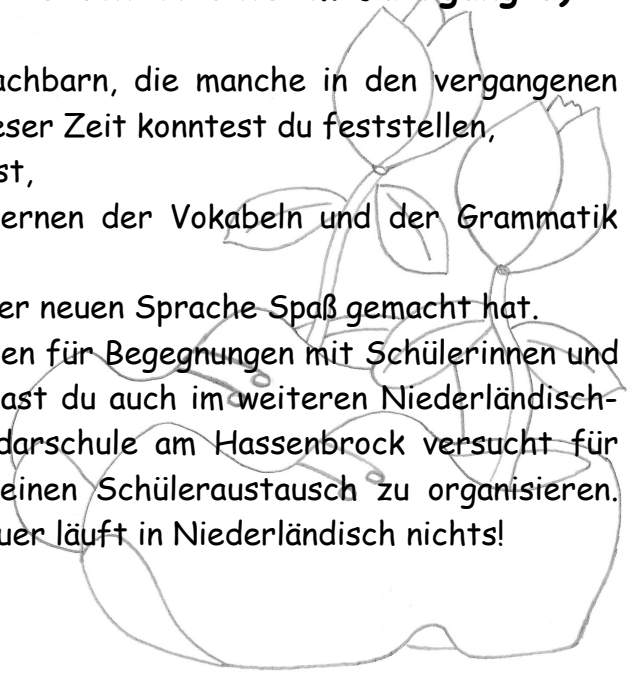 achbarn, die manche in den vergangenen
eser Zeit konntest du feststellen,
st,
ernen der Vokabeln und der Grammatik
er neuen Sprache Spaß gemacht hat.
en für Begegnungen mit Schülerinnen und
ast du auch im weiteren Niederländisch-
darschule am Hassenbrock versucht für
einen Schüleraustausch zu organisieren.
uer läuft in Niederländisch nichts!